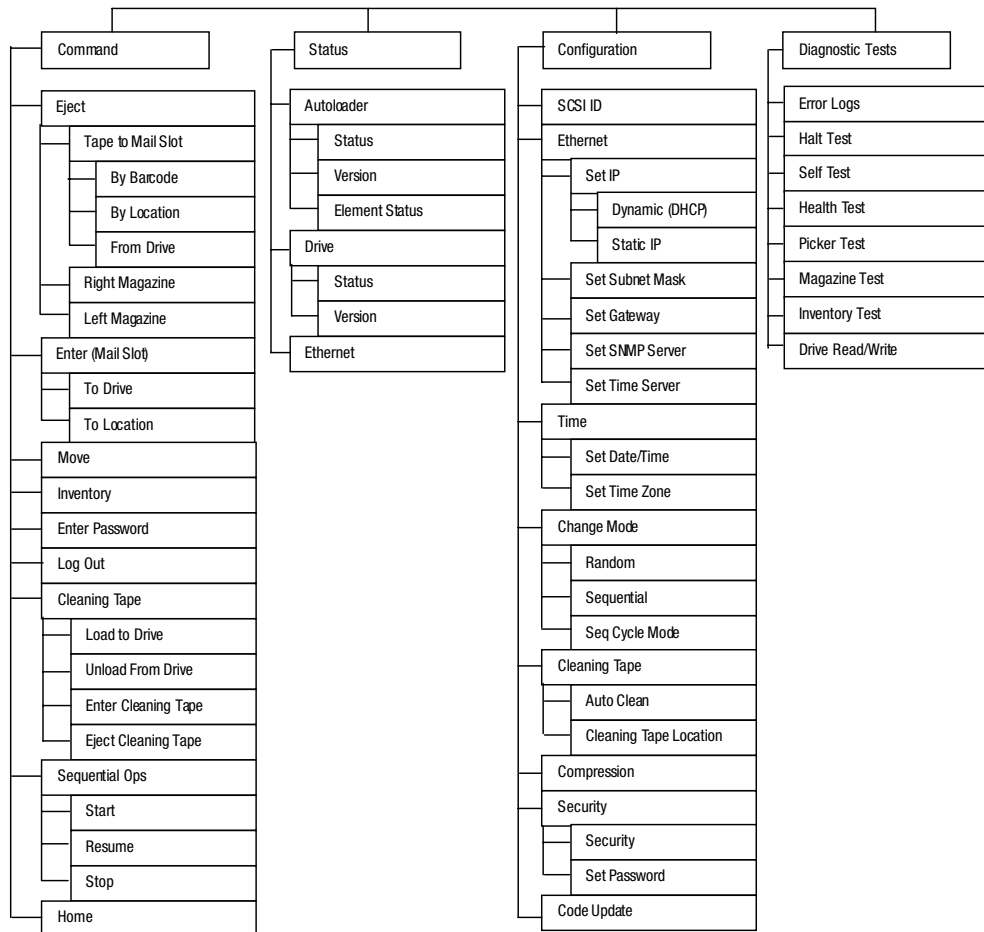 Command
Eject
Tape to Mail Slot
By Barcode
By Location
From Drive
Right Magazine
Left Magazine
Enter (Mail Slot)
To Drive
To Location
Move
Inventory
Enter Password
Log Out
Cleaning Tape
Load to Drive
Unload From Drive
Enter Cleaning Tape
Eject Cleaning Tape
Sequential Ops
Start
Resume
Stop
Home
Status
Autoloader
Status
Version
Element Status
Drive
Status
Version
Ethernet
Configuration
SCSI ID
Ethernet
Set IP
Dynamic (DHCP)
Static IP
Set Subnet Mask
Set Gateway
Set SNMP Server
Set Time Server
Time
Set Date/Time
Set Time Zone
Change Mode
Random
Sequential
Seq Cycle Mode
Cleaning Tape
Auto Clean
Cleaning Tape Location
Compression
Security
Security
Set Password
Code Update
Diagnostic Tests
Error Logs
Halt Test
Self Test
Health Test
Picker Test
Magazine Test
Inventory Test
Drive Read/Write